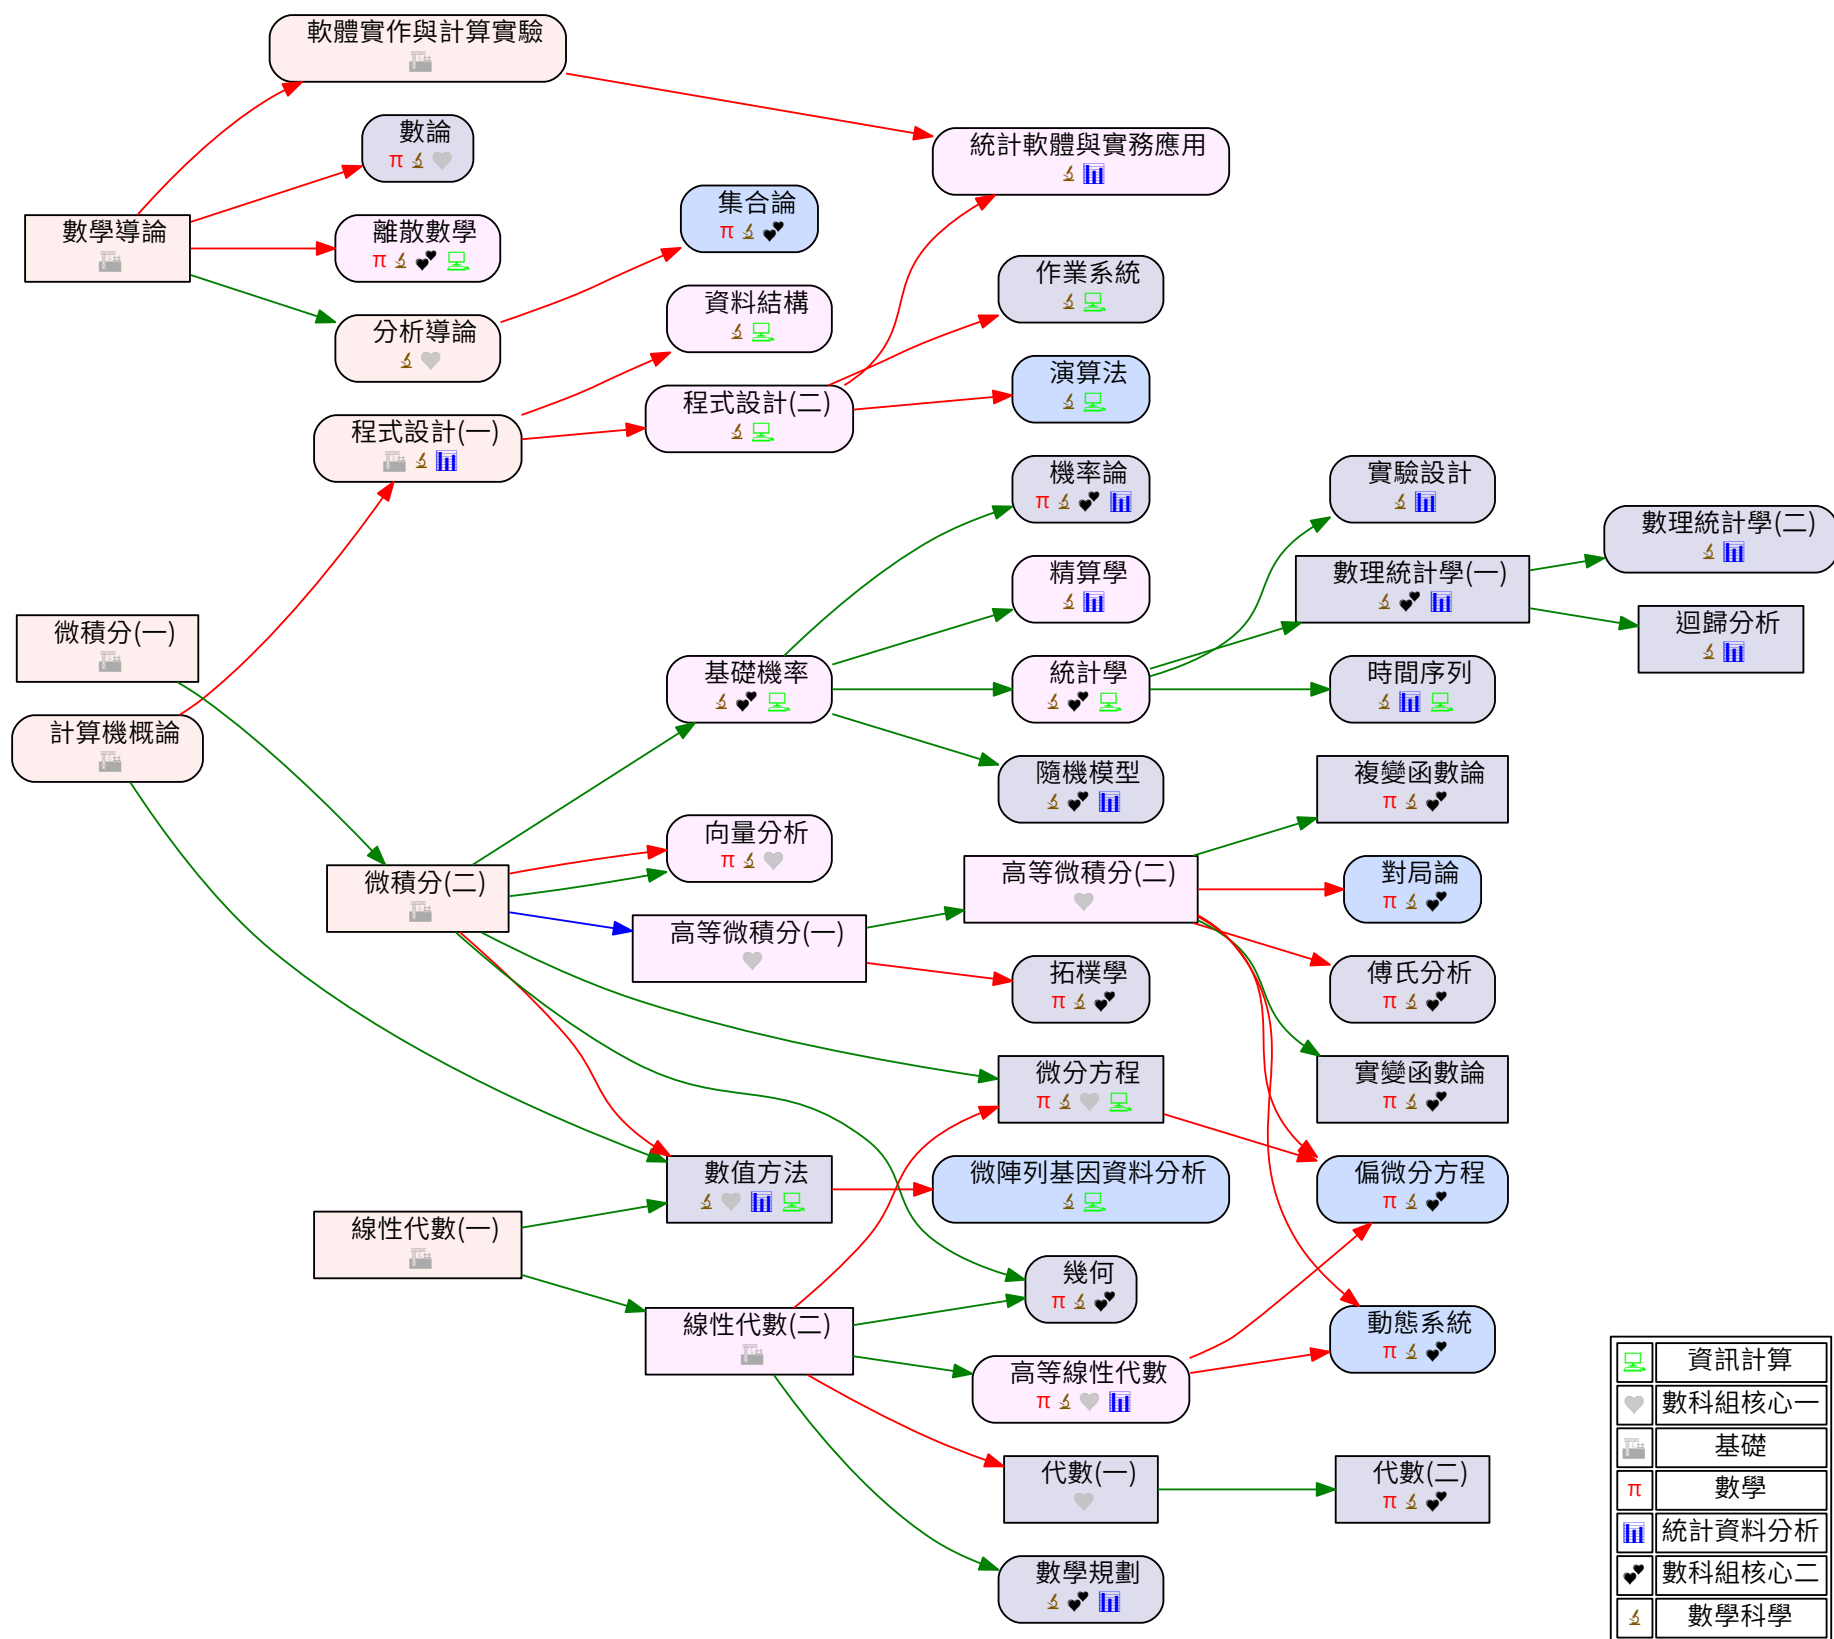 軟體實作與計算實驗
數論
π
統計軟體與實務應用
數學導論
離散數學
π
集合論
π
分析導論
資料結構
作業系統
程式設計(一)
程式設計(二)
演算法
機率論
π
實驗設計
數理統計學(二)
精算學
數理統計學(一)
微積分(一)
迴歸分析
基礎機率
統計學
時間序列
計算機概論
隨機模型
複變函數論
π
向量分析
π
微積分(二)
高等微積分(二)
對局論
π
高等微積分(一)
拓樸學
π
傅氏分析
π
微分方程
π
實變函數論
π
數值方法
微陣列基因資料分析
偏微分方程
π
線性代數(一)
幾何
π
線性代數(二)
動態系統
π
高等線性代數
π
代數(一)
代數(二)
π
數學規劃
資訊計算
數科組核心一
基礎
π 數學
統計資料分析
數科組核心二
數學科學